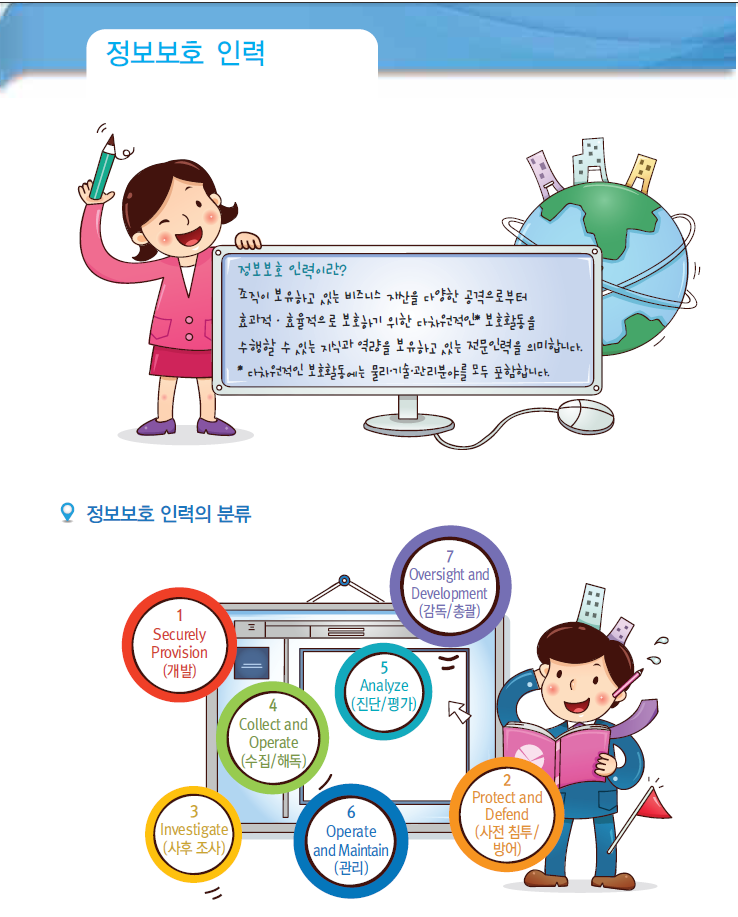 정보보호 인력
정보보호 인력이란?
조직이 보유하고 있는 비즈니스 자산을 다양한 공격으로부터
효과적·효율적으로 보호하기 위한 다차원적인* 보호활동을
수행할 수 있는 지식과 역량을 보유하고 있는 전문인력을 의미합니다.
* 다차원적인 보호활동에는 물리·기술·관리분야를 모두 포함합니다.
정보보호 인력의 분류
1
Securely
Provision
(개발)
2
Protect and
Defend
(사전 침투/
방어)
3
Investigate
(사후 조사)
4
Collect and
Operate
(수집/해독)
5
Analyze
(진단/평가)
6
Operate
and Maintain
(관리)
7
Oversight and
Development
(감독/총괄)